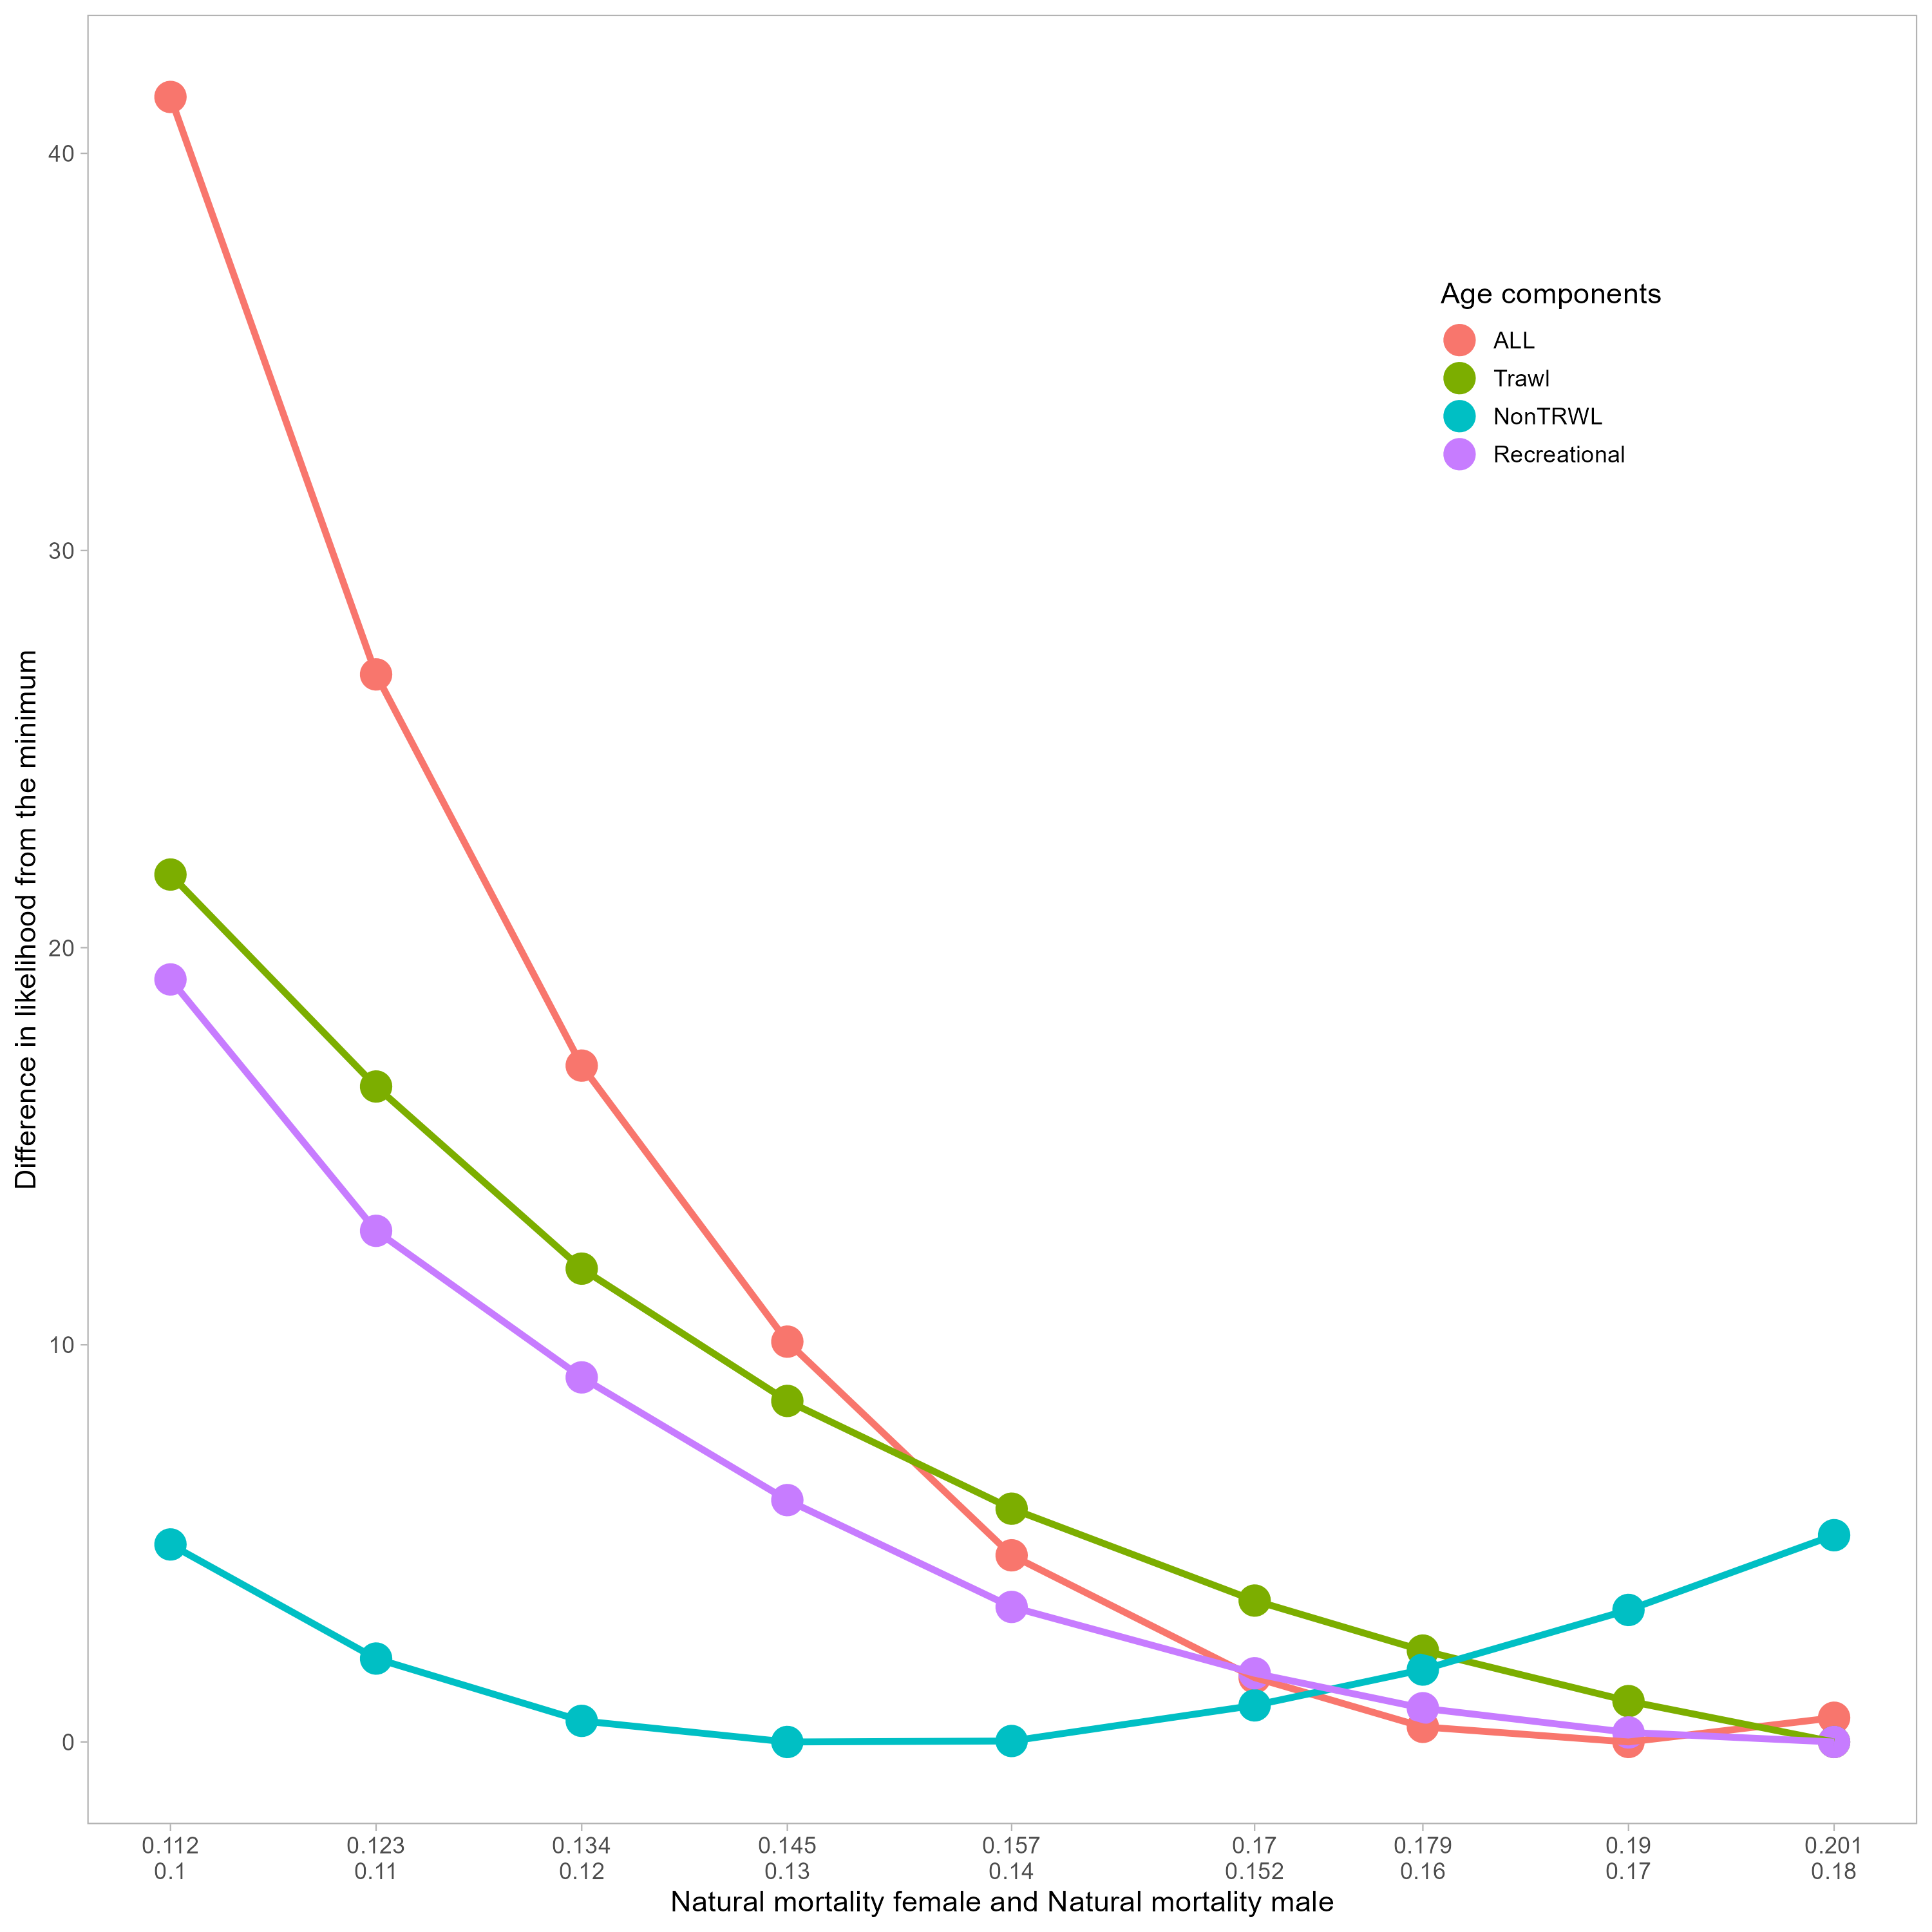 Difference in likelihood from the minimum
40
30
20
10
0
Age components
ALL
Trawl
NonTRWL
Recreational
0.112 0.123 0.134 0.145 0.157 0.17 0.179 0.19 0.201
0.1 0.11 0.12 0.13 0.14 0.152 0.16 0.17 0.18
Natural mortality female and Natural mortality male